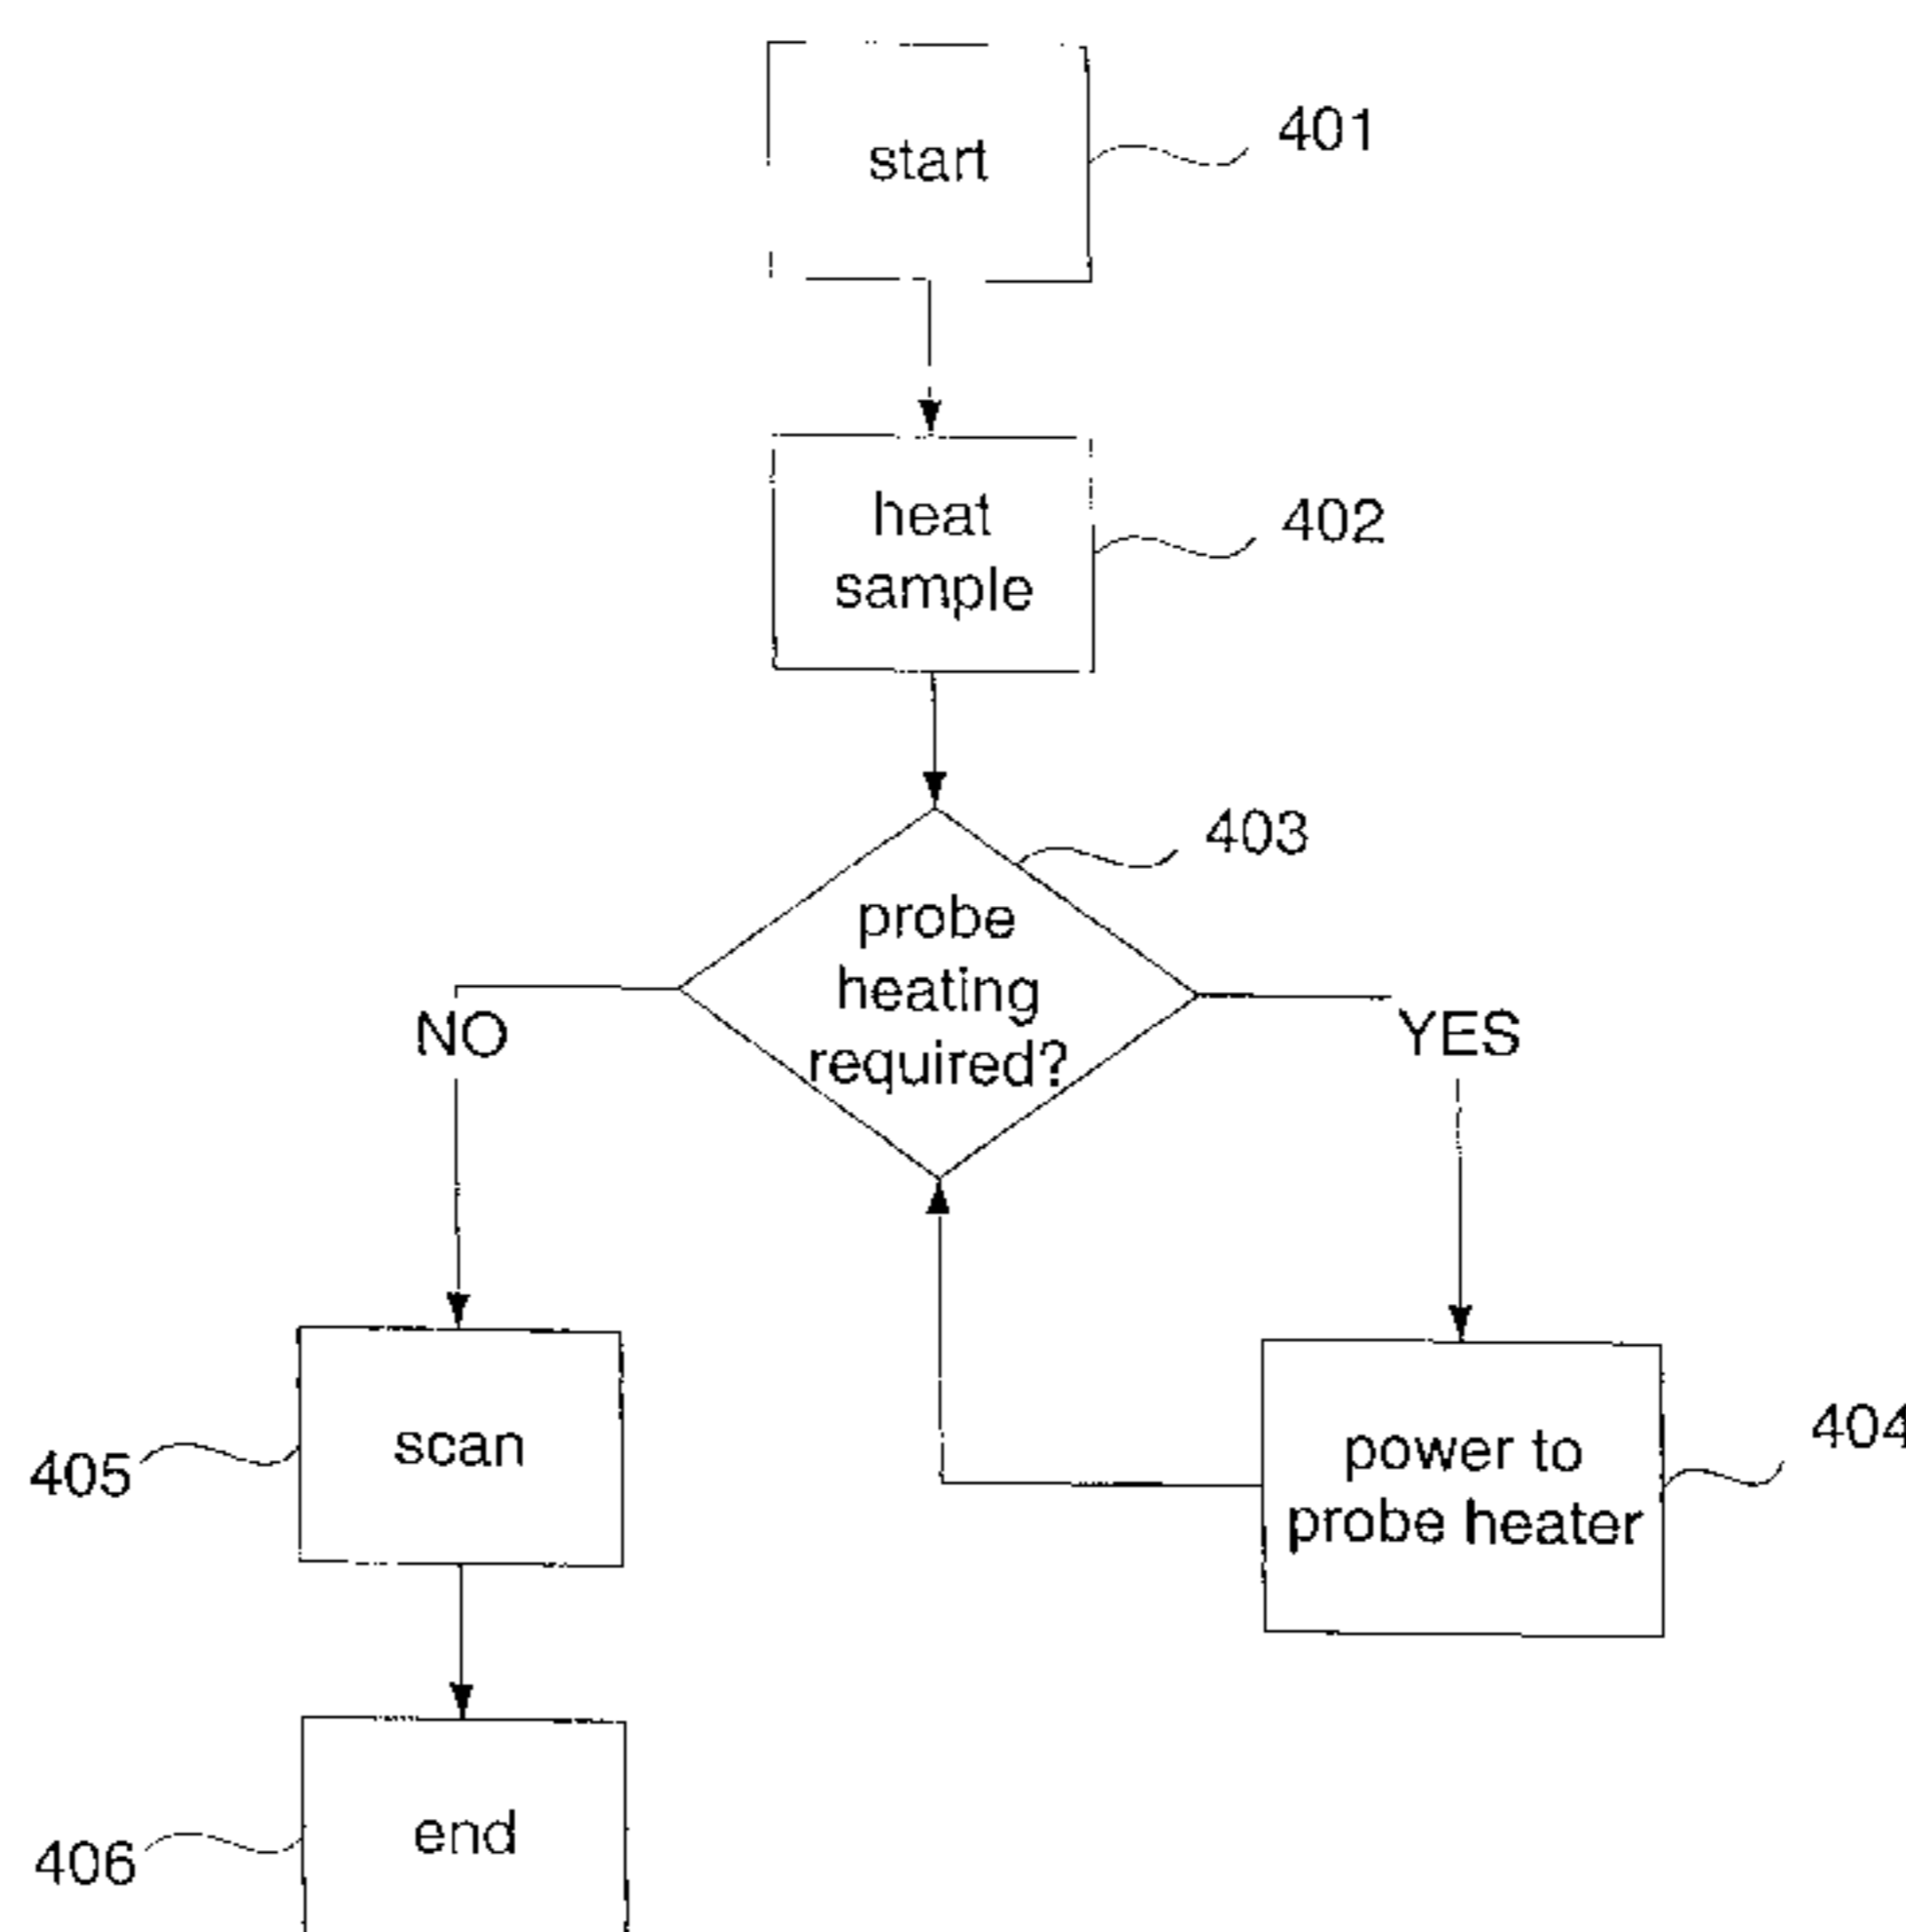 start
401
heat
sample
402
403
probe
heating
required?
NO
YES
scan
405
power to
probe heater
404
end
406